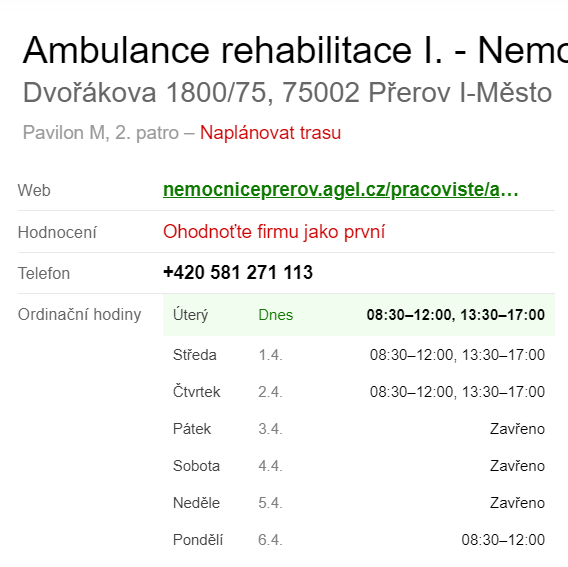 Ambulance rehabilitace I. - Nemo
Dvořákova 1800/75, 75002 Přerov I-Město
Pavilon M, 2. patro – Naplánovat trasu
Web nemocniceprerov.agel.cz/pracoviste/a…
Hodnocení Ohodnoťte firmu jako první
Telefon +420 581 271 113
Ordinační hodiny Úterý Dnes 08:30–12:00, 13:30–17:00
Středa 1.4. 08:30–12:00, 13:30–17:00
Čtvrtek 2.4. 08:30–12:00, 13:30–17:00
Pátek 3.4. Zavřeno
Sobota 4.4. Zavřeno
Neděle 5.4. Zavřeno
Pondělí 6.4. 08:30–12:00